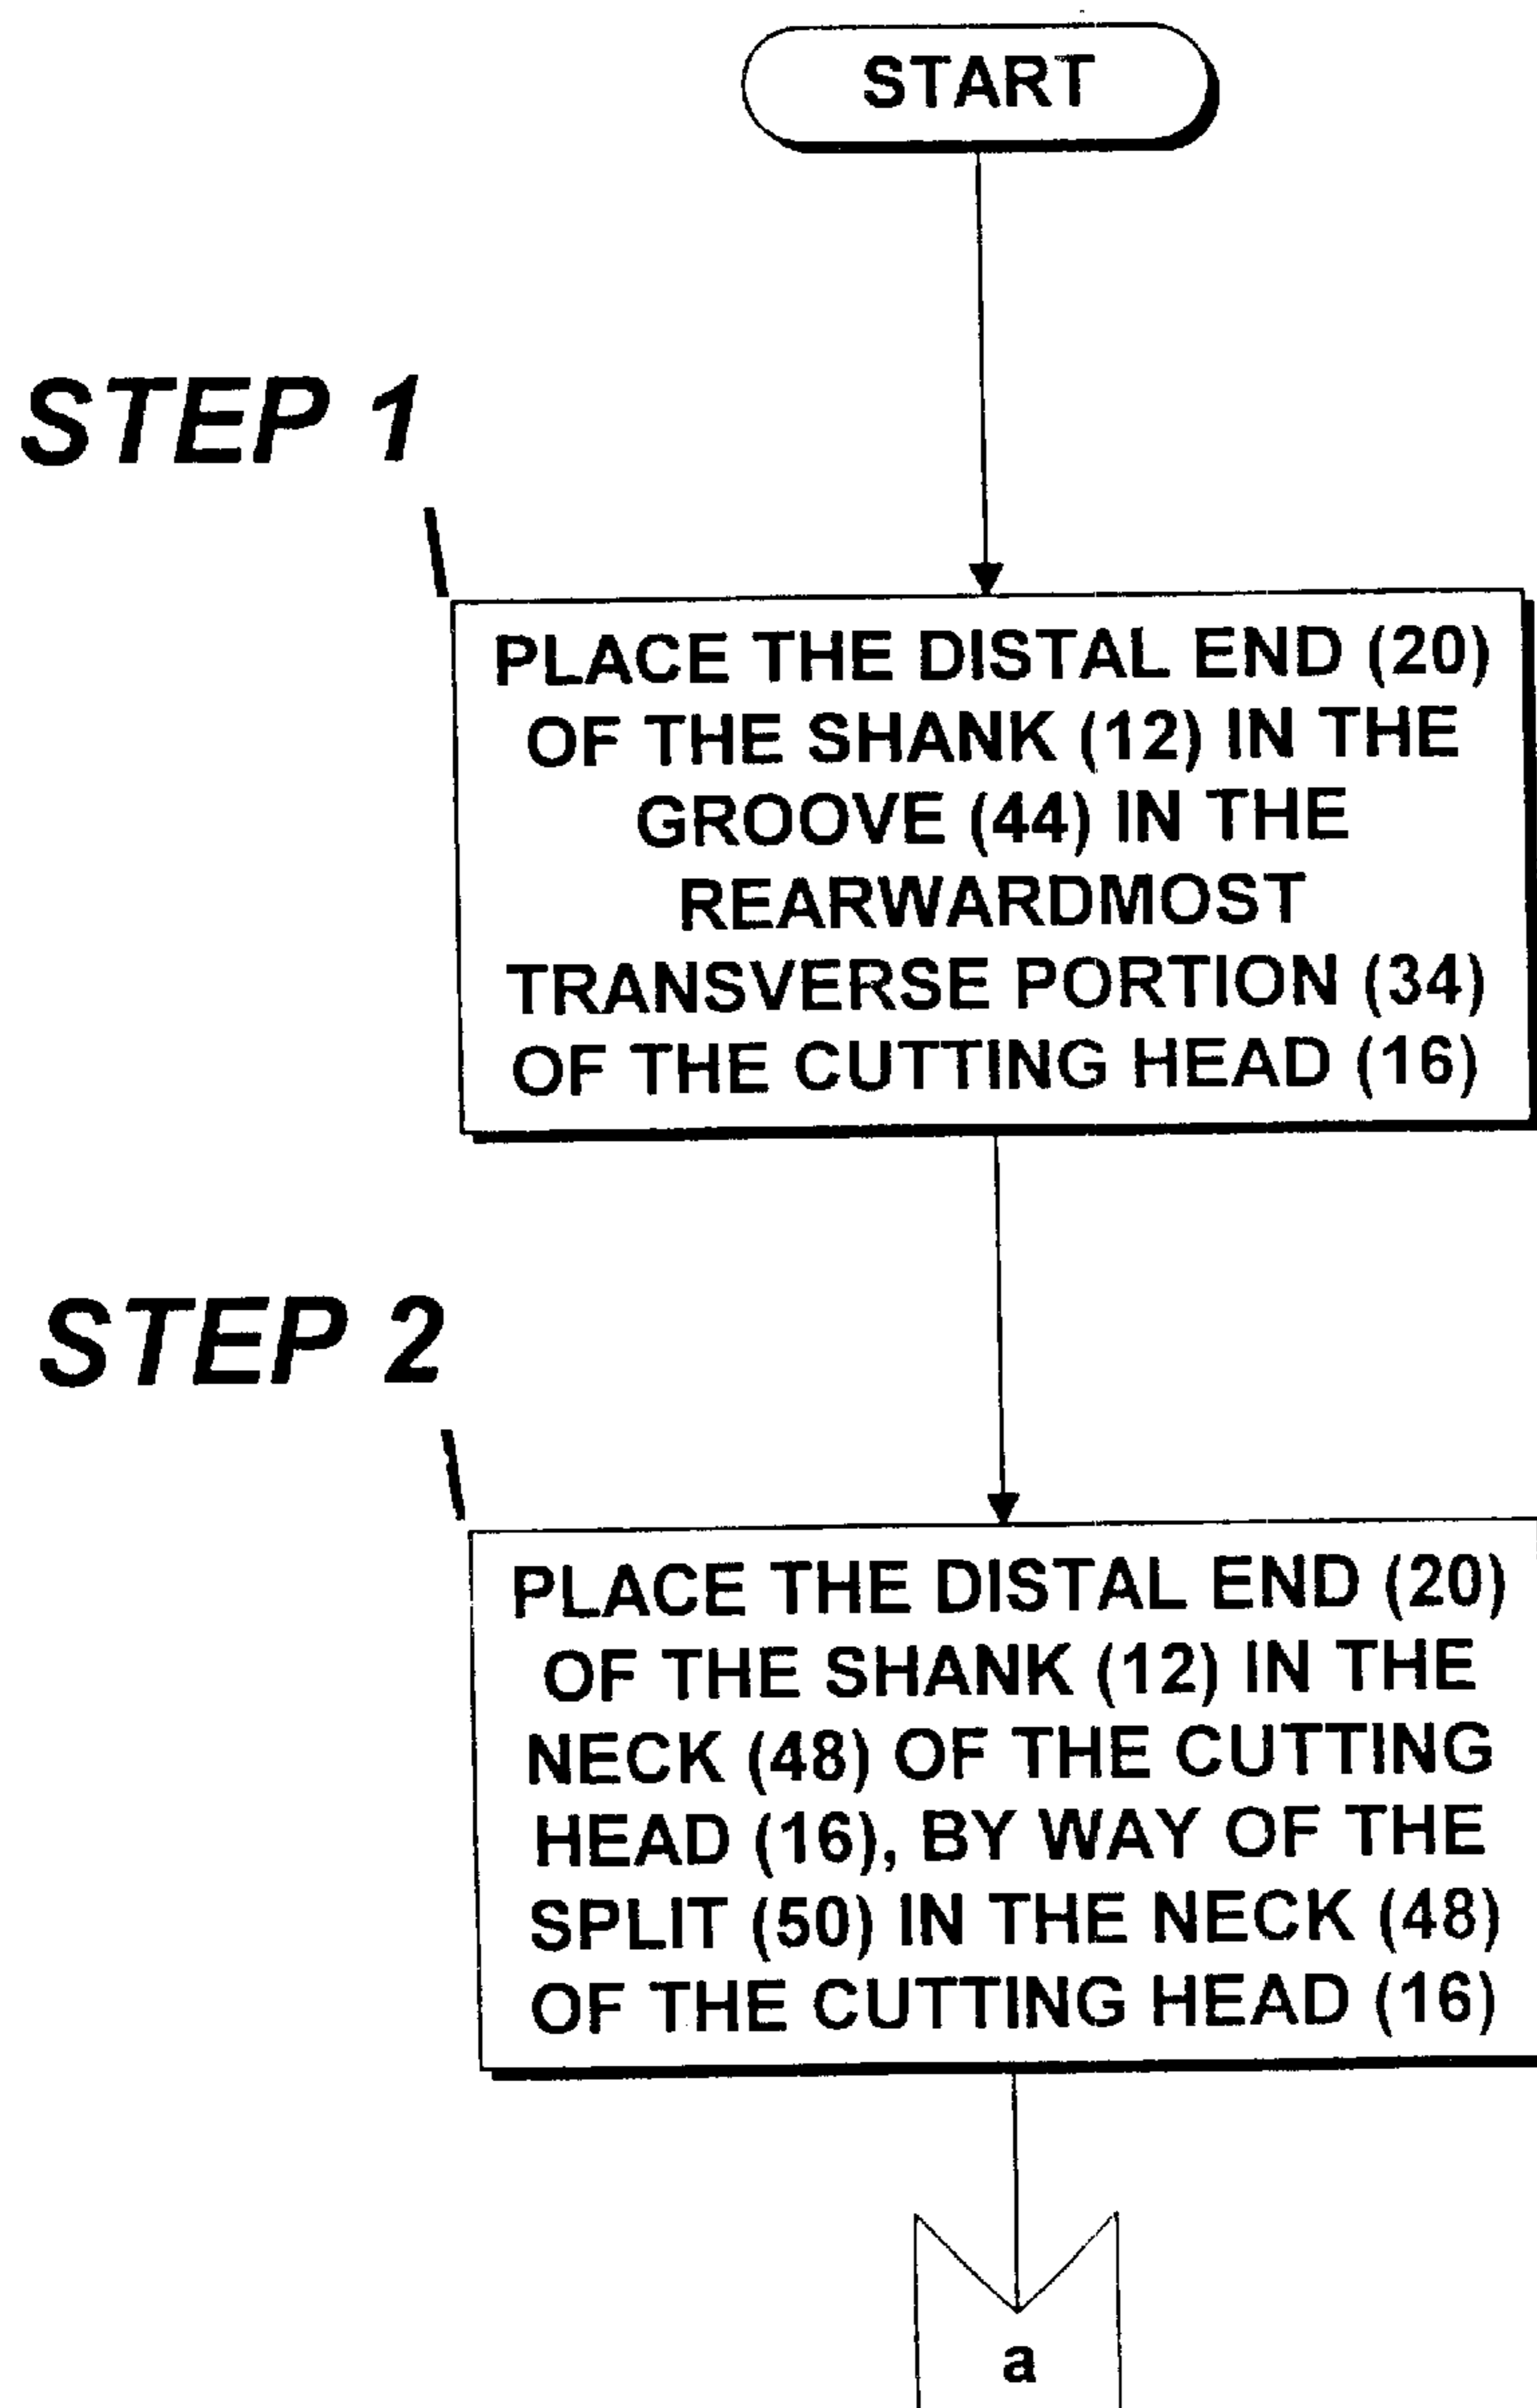 START
STEP 1
PLACE THE DISTAL END (20)
OF THE SHANK (12) IN THE
GROOVE (44) IN THE
REARWARDMOST
TRANSVERSE PORTION (34)
OF THE CUTTING HEAD (16)
STEP 2
PLACE THE DISTAL END (20)
OF THE SHANK (12) IN THE
NECK (48) OF THE CUTTING
HEAD (16), BY WAY OF THE
SPLIT (50) IN THE NECK (48)
OF THE CUTTING HEAD (16)
a